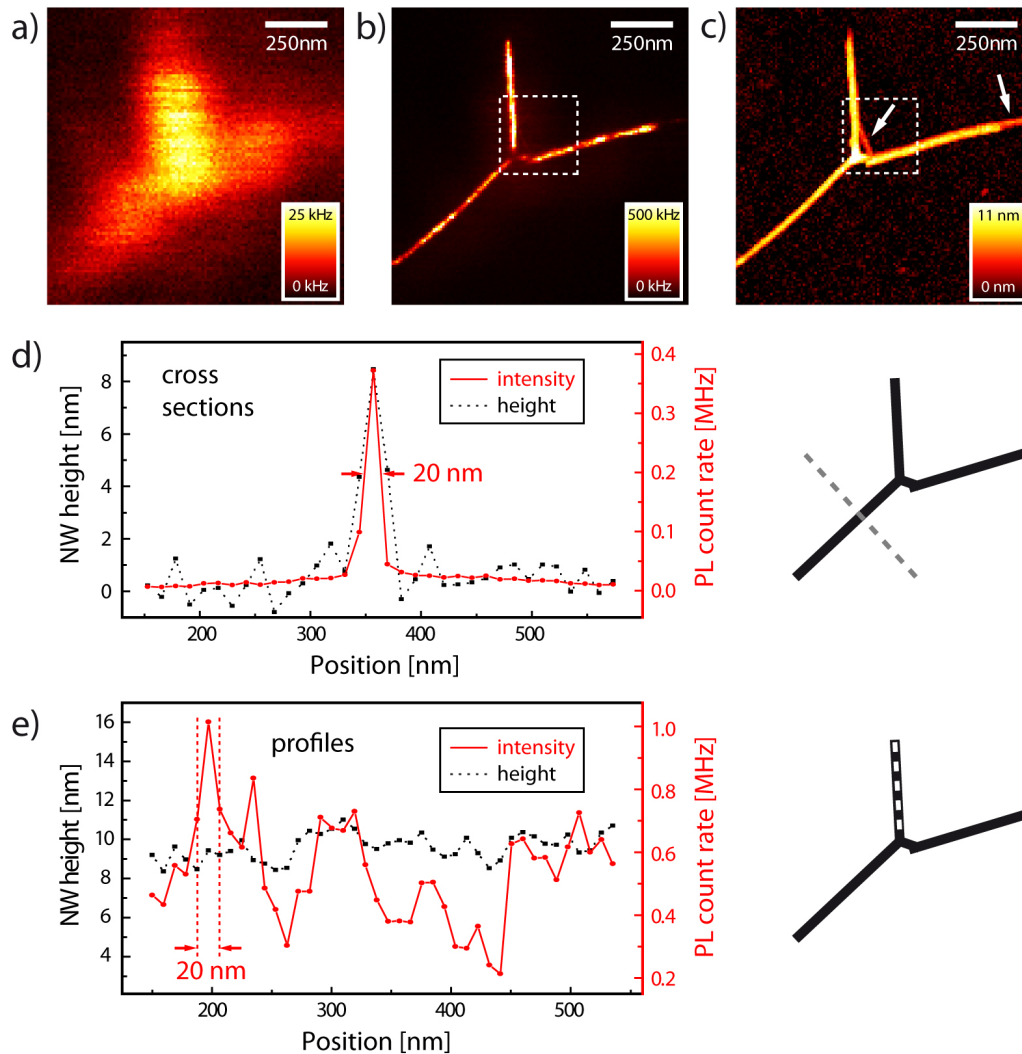 a)
250nm
25 kHz
0 kHz
b)
250nm
500 kHz
0 kHz
c)
250nm
11 nm
0 nm
d)
cross
sections
intensity
height
20 nm
NW height [nm]
8
6
4
2
0
PL count rate [MHz]
0.4
0.3
0.2
0.1
0.0
200
300
400
500
Position [nm]
e)
profiles
intensity
height
20 nm
NW height [nm]
16
14
12
10
8
6
4
PL count rate [MHz]
1.0
0.8
0.6
0.4
0.2
200
300
400
500
Position [nm]